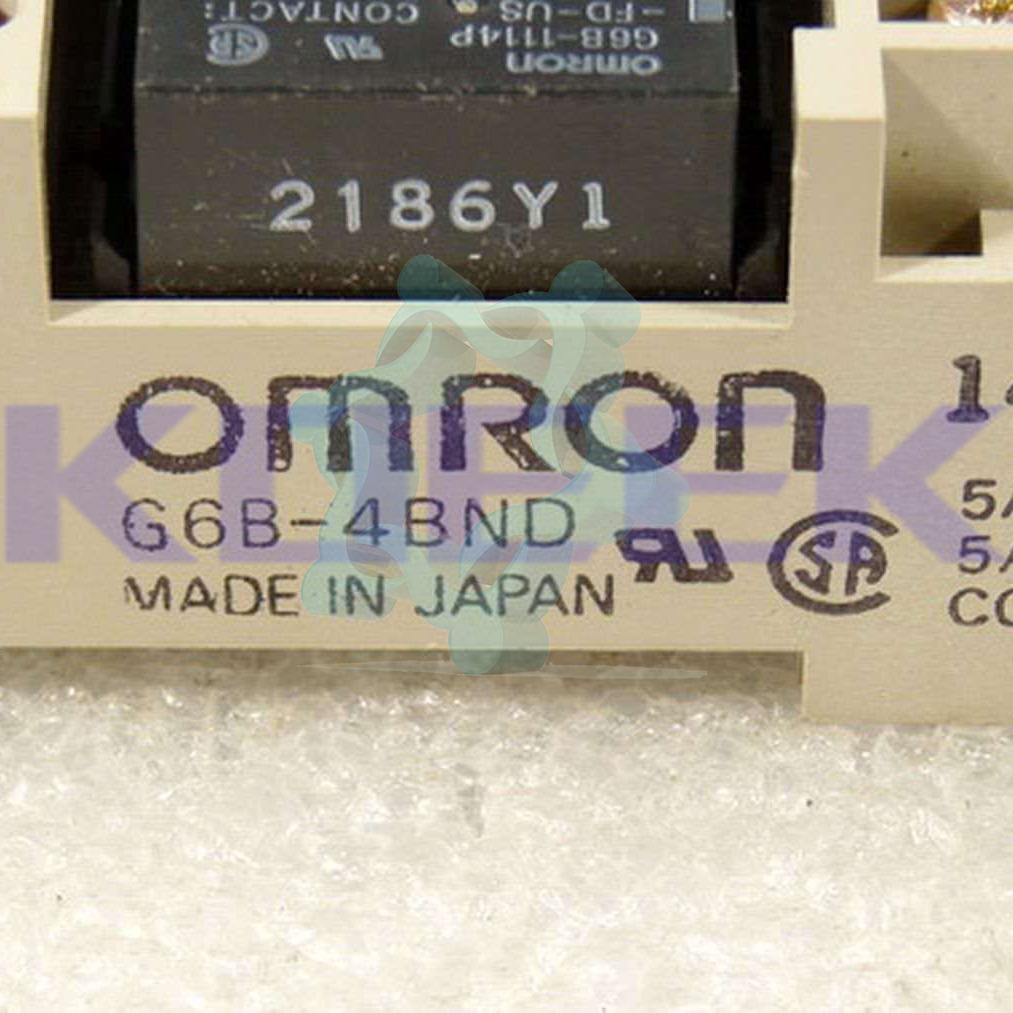 omron
G6B-1114P
-FD-US
CONTACT:
2186Y1
omron
G6B-4BND
MADE IN JAPAN